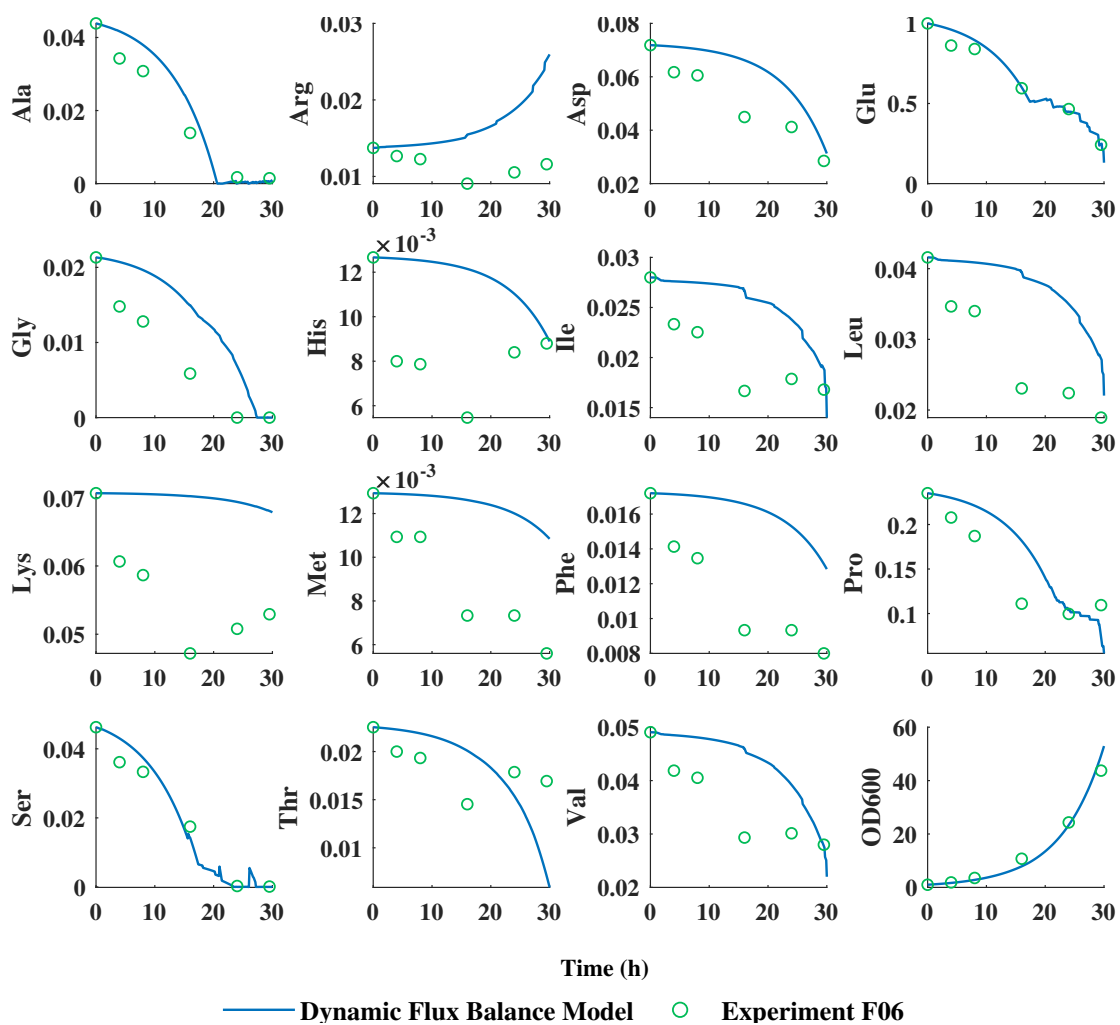 0.04
0.02
0
Ala
0 10 20 30
0.03
0.02
0.01
Arg
0 10 20 30
0.08
0.06
0.04
0.02
Asp
0 10 20 30
1
0.5
0
Glu
0 10 20 30
0.02
0.01
0
Gly
0 10 20 30
×10-3
12
10
8
6
His
0 10 20 30
0.03
0.025
0.02
0.015
Ile
0 10 20 30
0.04
0.03
0.02
Leu
0 10 20 30
0.07
0.06
0.05
Lys
0 10 20 30
×10-3
12
10
8
6
Met
0 10 20 30
0.016
0.014
0.012
0.01
0.008
Phe
0 10 20 30
0.2
0.1
Pro
0 10 20 30
0.04
0.02
0
Ser
0 10 20 30
0.02
0.015
0.01
Thr
0 10 20 30
0.05
0.04
0.03
0.02
Val
0 10 20 30
60
40
20
0
OD600
0 10 20 30
Time (h)
Dynamic Flux Balance Model Experiment F06